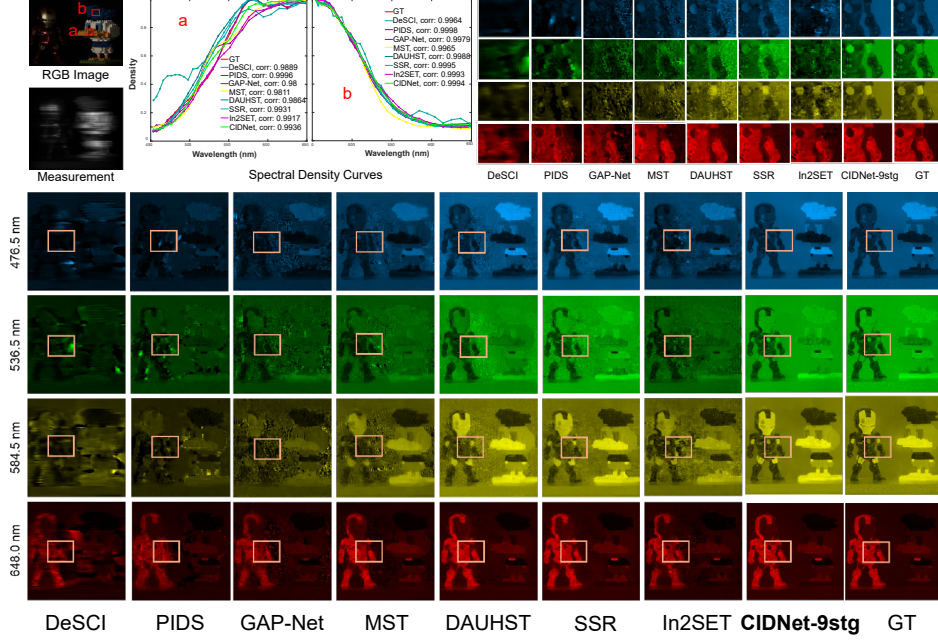 b
a
RGB Image
Measurement
Density
a
GT
DeSCI, corr: 0.9889
PIDS, corr: 0.9996
GAP-Net, corr: 0.98
MST, corr: 0.9811
DAUHST, corr: 0.9864
SSR, corr: 0.9931
In2SET, corr: 0.9917
CIDNet, corr: 0.9936
Wavelength (nm)
b
GT
DeSCI, corr: 0.9964
PIDS, corr: 0.9998
GAP-Net, corr: 0.9979
MST, corr: 0.9965
DAUHST, corr: 0.9988
SSR, corr: 0.9995
In2SET, corr: 0.9993
CIDNet, corr: 0.9994
Wavelength (nm)
Spectral Density Curves
DeSCI PIDS GAP-Net MST DAUHST SSR In2SET CIDNet-9stg GT
476.5 nm
536.5 nm
584.5 nm
648.0 nm
DeSCI PIDS GAP-Net MST DAUHST SSR In2SET CIDNet-9stg GT